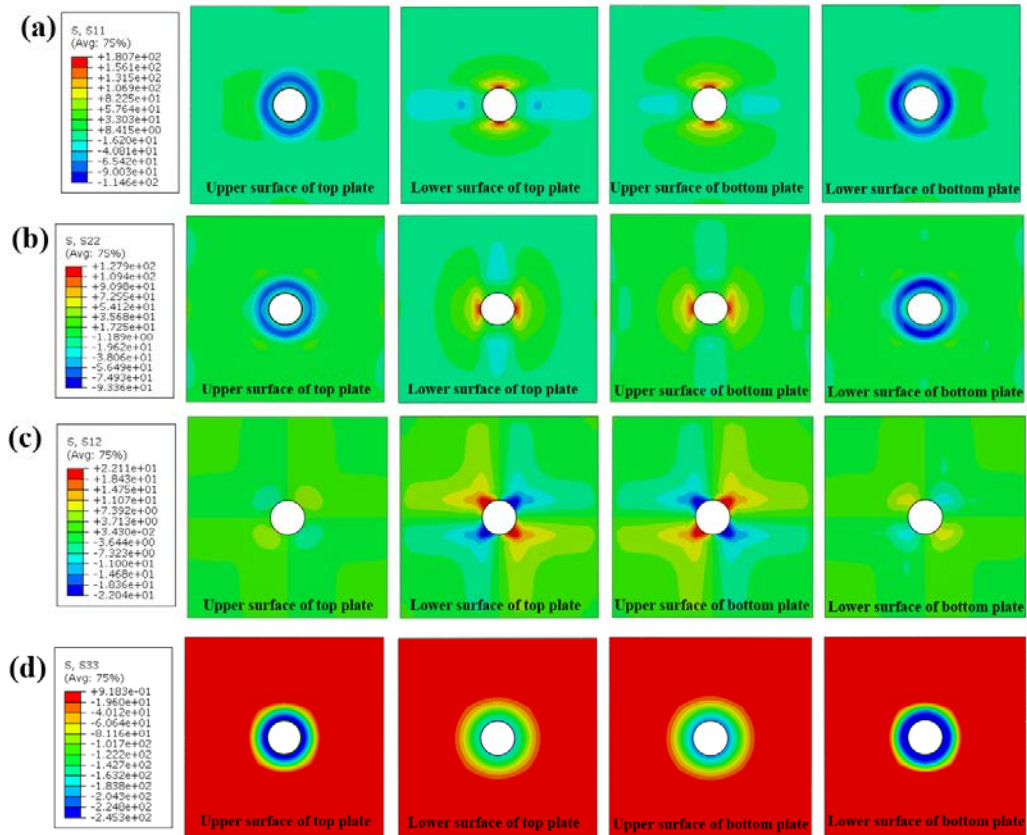 (a)
S, S11
(Avg: 75%)
+1.807e+02
+1.561e+02
+1.315e+02
+1.069e+02
+8.225e+01
+5.764e+01
+3.303e+01
+8.415e+00
-1.620e+01
-4.081e+01
-6.542e+01
-9.003e+01
-1.146e+02
Upper surface of top plate
Lower surface of top plate
Upper surface of bottom plate
Lower surface of bottom plate
(b)
S, S22
(Avg: 75%)
+1.279e+02
+1.094e+02
+9.098e+01
+7.255e+01
+5.412e+01
+3.568e+01
+1.725e+01
-1.189e+00
-1.962e+01
-3.806e+01
-5.649e+01
-7.493e+01
-9.336e+01
Upper surface of top plate
Lower surface of top plate
Upper surface of bottom plate
Lower surface of bottom plate
(c)
S, S12
(Avg: 75%)
+2.211e+01
+1.843e+01
+1.475e+01
+1.107e+01
+7.392e+00
+3.713e+00
+3.430e-02
-3.644e+00
-7.323e+00
-1.100e+01
-1.468e+01
-1.836e+01
-2.204e+01
Upper surface of top plate
Lower surface of top plate
Upper surface of bottom plate
Lower surface of bottom plate
(d)
S, S33
(Avg: 75%)
+9.183e-01
-1.960e+01
-4.012e+01
-6.064e+01
-8.116e+01
-1.017e+02
-1.222e+02
-1.427e+02
-1.632e+02
-1.838e+02
-2.043e+02
-2.248e+02
-2.453e+02
Upper surface of top plate
Lower surface of top plate
Upper surface of bottom plate
Lower surface of bottom plate